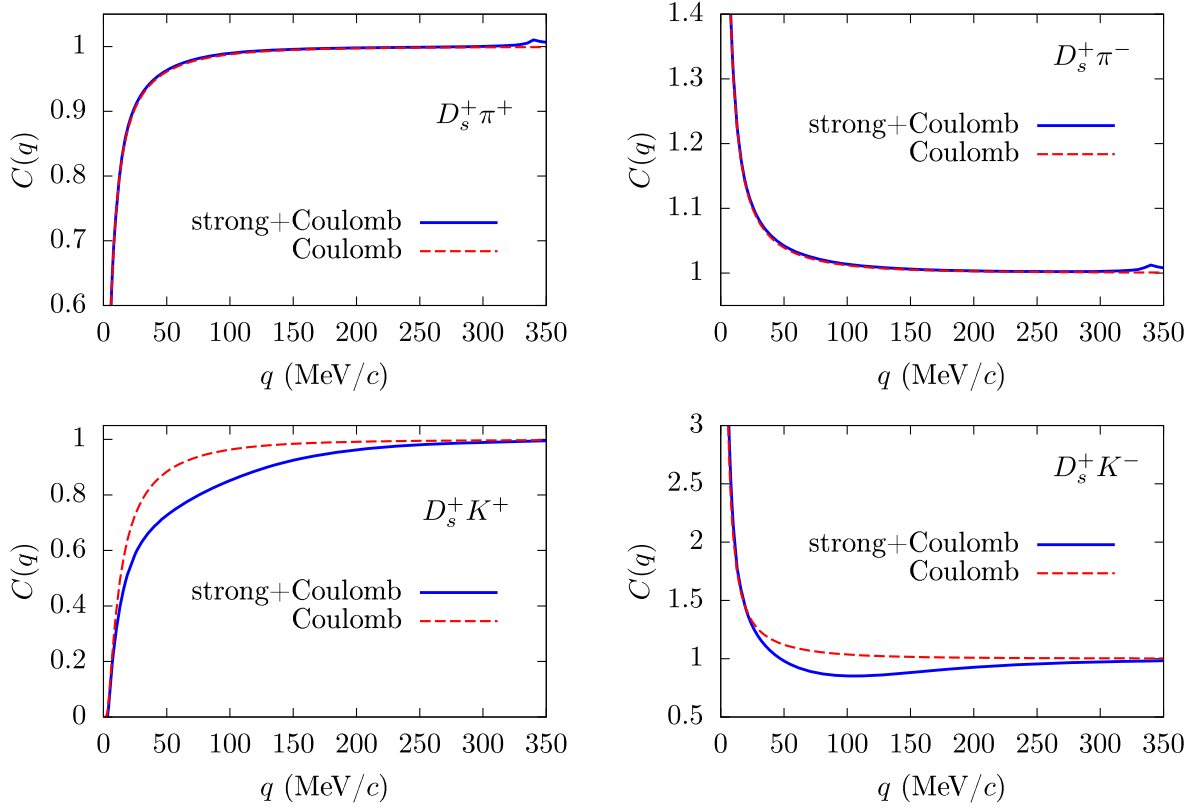 1
0.9
0.8
0.7
0.6
C(q)
D_s^+π^+
strong+Coulomb
Coulomb
0 50 100 150 200 250 300 350
q (MeV/c)
1.4
1.3
1.2
1.1
1
C(q)
D_s^+π^−
strong+Coulomb
Coulomb
0 50 100 150 200 250 300 350
q (MeV/c)
1
0.8
0.6
0.4
0.2
0
C(q)
D_s^+K^+
strong+Coulomb
Coulomb
0 50 100 150 200 250 300 350
q (MeV/c)
3
2.5
2
1.5
1
0.5
C(q)
D_s^+K^−
strong+Coulomb
Coulomb
0 50 100 150 200 250 300 350
q (MeV/c)